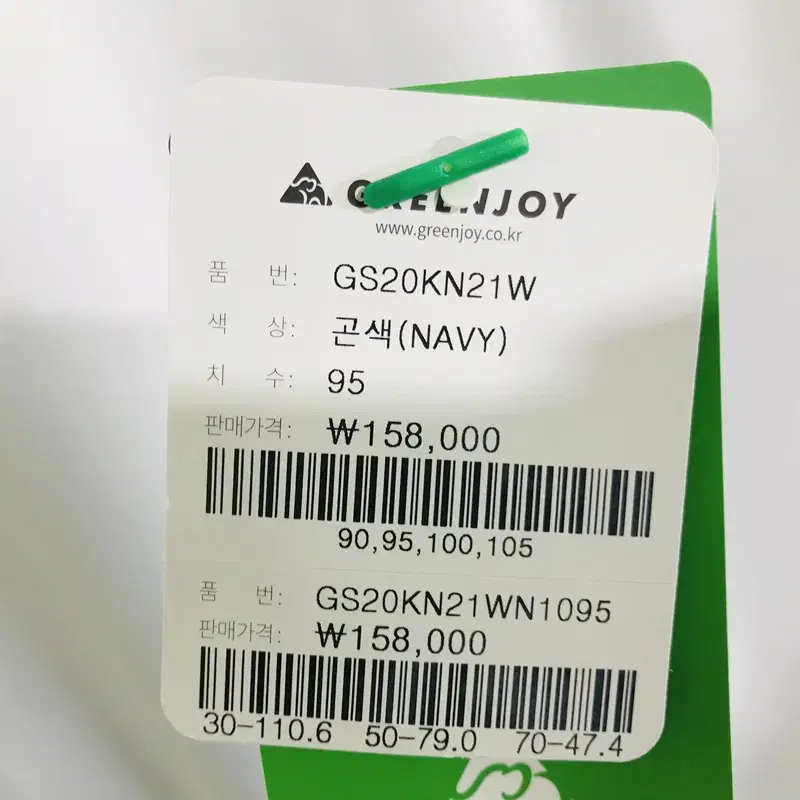 GREENJOY
www.greenjoy.co.kr
품 번: GS20KN21W
색 상: 곤색(NAVY)
치 수: 95
판매가격: ₩158,000
90,95,100,105
품 번: GS20KN21WN1095
판매가격: ₩158,000
30-110.6 50-79.0 70-47.4